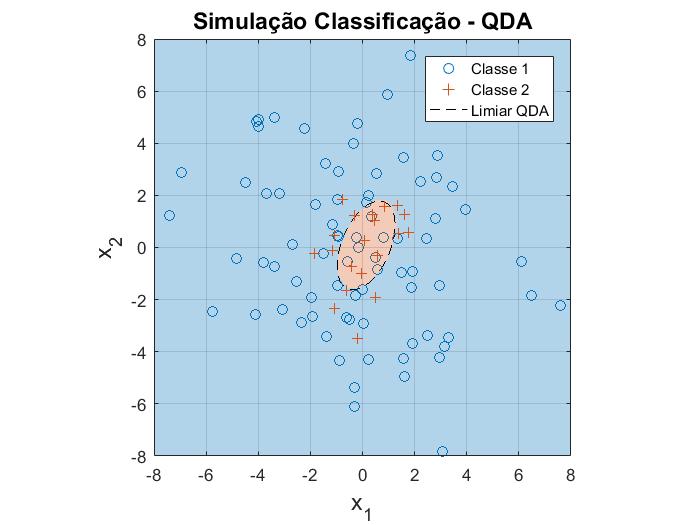 Simulação Classificação - QDA
Classe 1
Classe 2
Limiar QDA
8
6
4
2
0
-2
-4
-6
-8
x2
-8 -6 -4 -2 0 2 4 6 8
x1